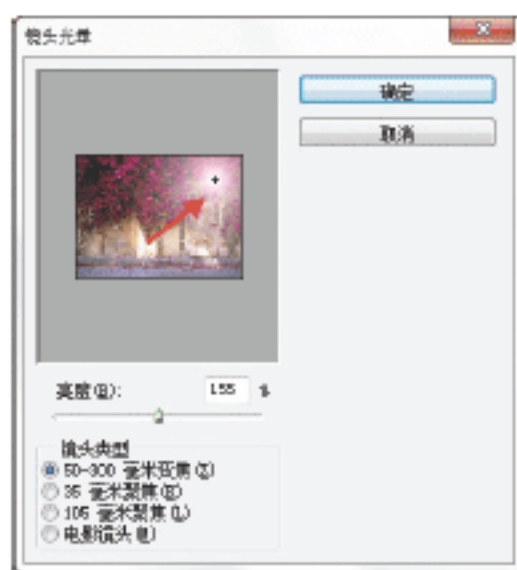 镜头光晕
确定
取消
亮度(B): 155 %
镜头类型
50-300 毫米变焦(Z)
35 毫米聚焦(K)
105 毫米聚焦(L)
电影镜头(M)